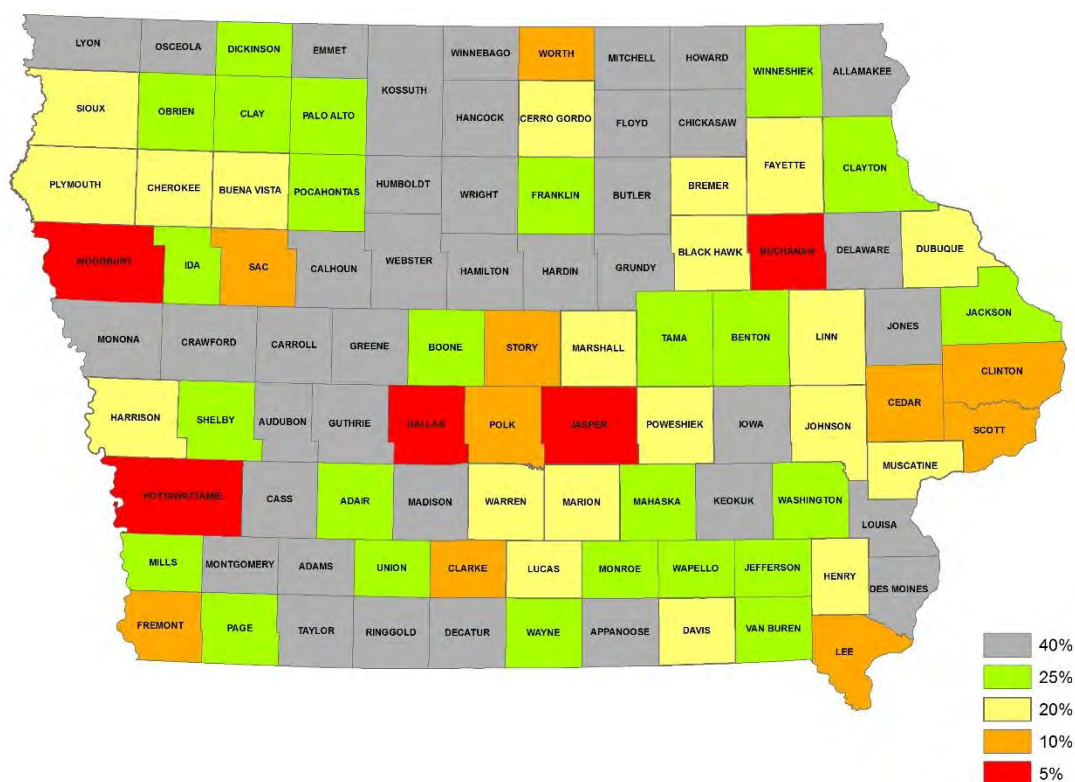 LYON
OSCEOLA
DICKINSON
EMMET
WINNEBAGO
WORTH
MITCHELL
HOWARD
WINNESHIEK
ALLAMAKEE
KOSSUTH
SIOUX
OBRIEN
CLAY
PALO ALTO
HANCOCK
CERRO GORDO
FLOYD
CHICKASAW
FAYETTE
CLAYTON
PLYMOUTH
CHEROKEE
BUENA VISTA
POCAHONTAS
HUMBOLDT
WRIGHT
FRANKLIN
BUTLER
BREMER
WOODBURY
IDA
SAC
CALHOUN
WEBSTER
HAMILTON
HARDIN
GRUNDY
BLACK HAWK
BUCHANAN
DELAWARE
DUBUQUE
MONONA
CRAWFORD
CARROLL
GREENE
BOONE
STORY
MARSHALL
TAMA
BENTON
LINN
JONES
JACKSON
CLINTON
HARRISON
SHELBY
AUDUBON
GUTHRIE
DALLAS
POLK
JASPER
POWESHIEK
IOWA
JOHNSON
CEDAR
SCOTT
MUSCATINE
POTTAWATTAMIE
CASS
ADAIR
MADISON
WARREN
MARION
MAHASKA
KEOKUK
WASHINGTON
LOUISA
MILLS
MONTGOMERY
ADAMS
UNION
CLARKE
LUCAS
MONROE
WAPELLO
JEFFERSON
HENRY
DES MOINES
FREMONT
PAGE
TAYLOR
RINGGOLD
DECATUR
WAYNE
APPANOOSE
DAVIS
VAN BUREN
LEE
40%
25%
20%
10%
5%